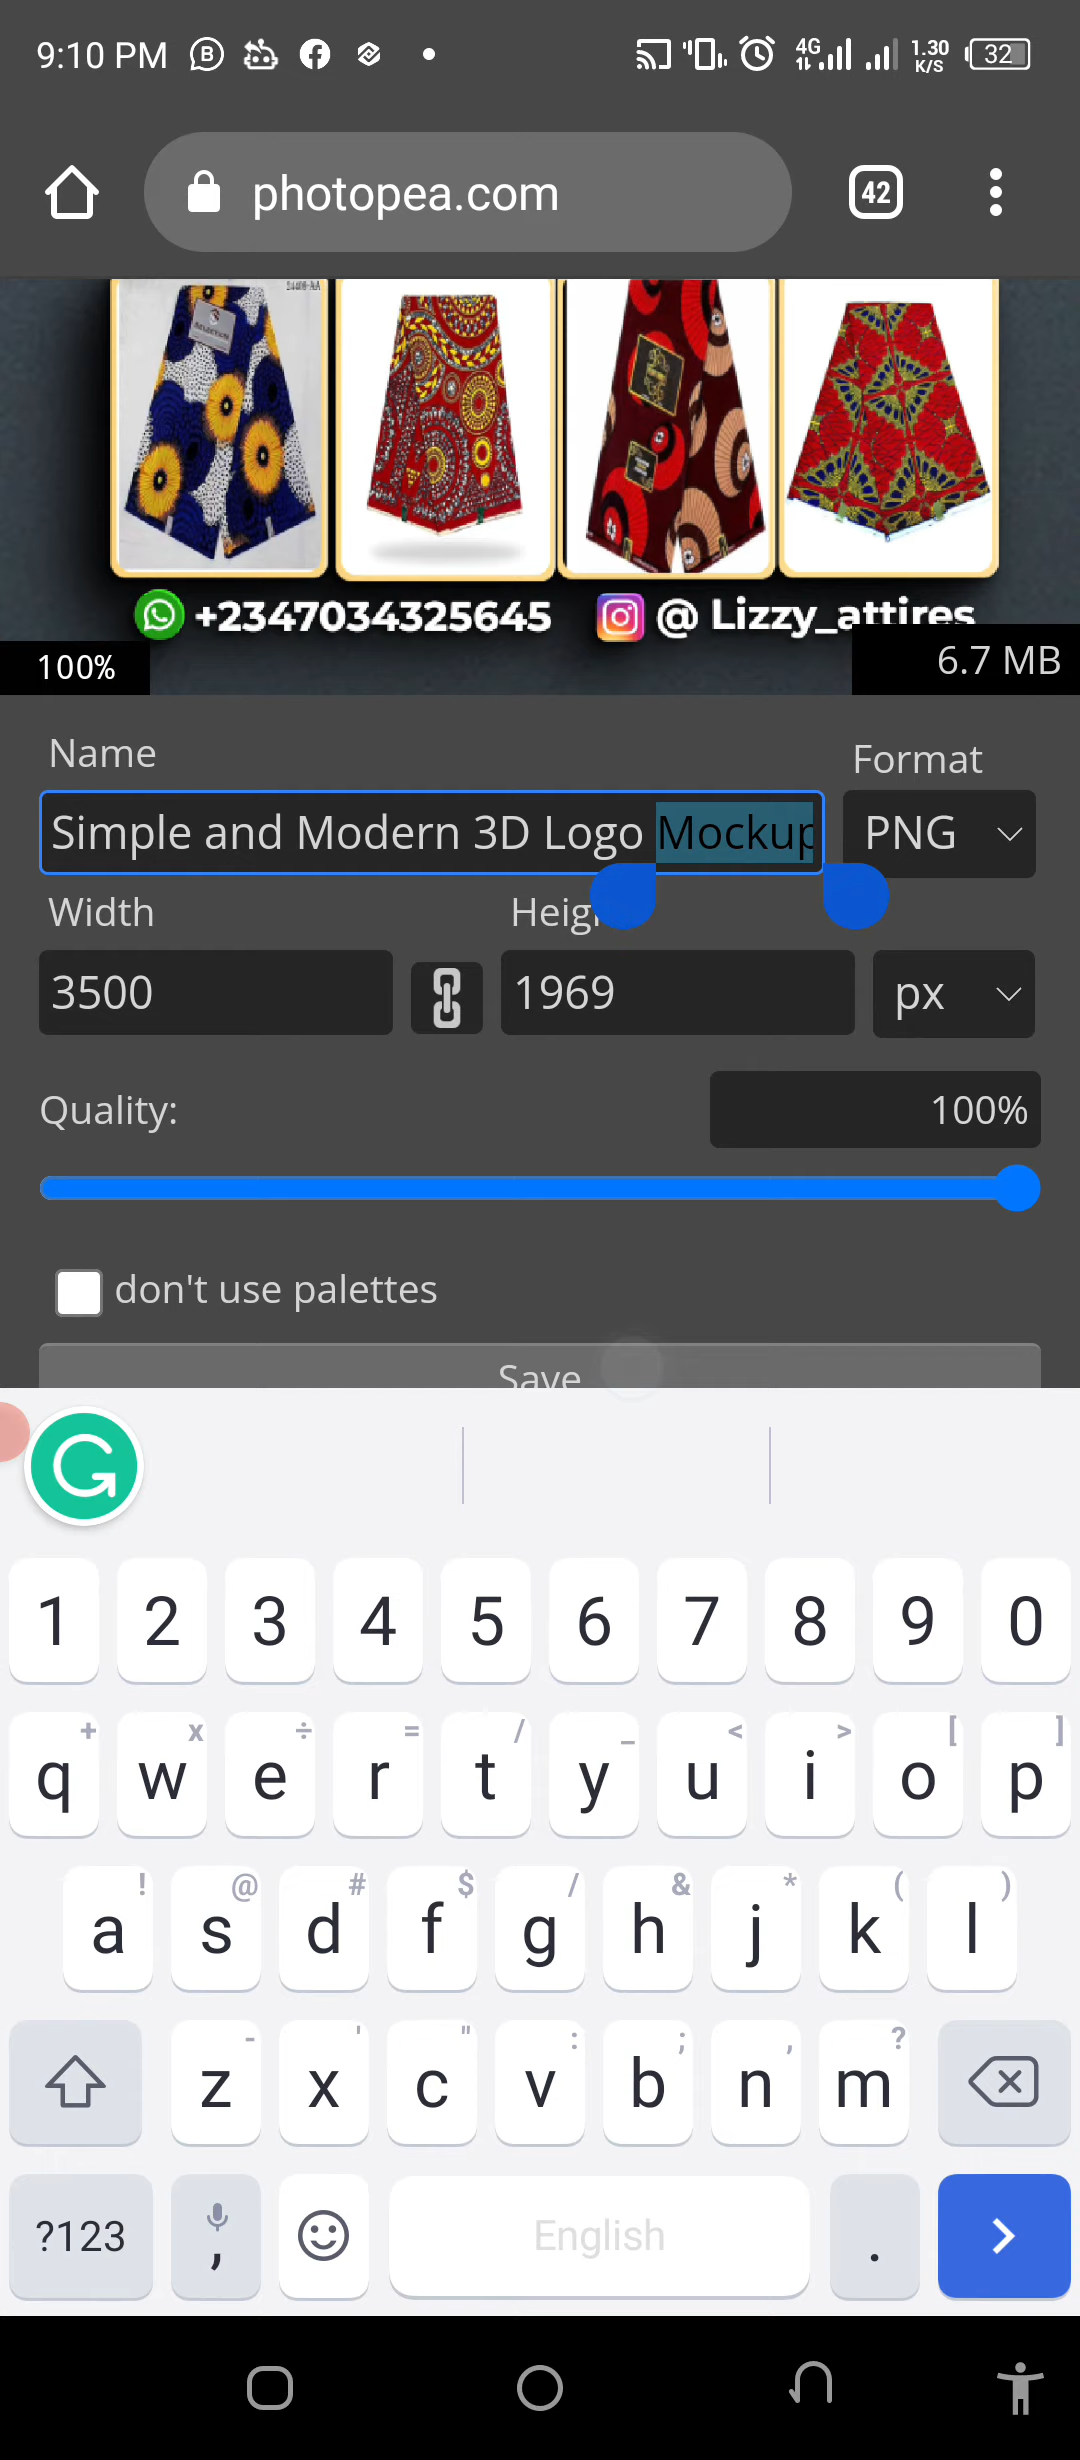 9:10 PM
4G
1.30
K/S
32
photopea.com
42
+2347034325645
@ Lizzy_attires
100%
6.7 MB
Name
Format
Simple and Modern 3D Logo Mockup
PNG
Width
Heig
3500
1969
px
Quality:
100%
don't use palettes
Save
1 2 3 4 5 6 7 8 9 0
+ x ÷ = / _ < > [ ]
q w e r t y u i o p
! @ # $ / & * ( )
a s d f g h j k l
- ' " : ; , ?
z x c v b n m
?123 , English .